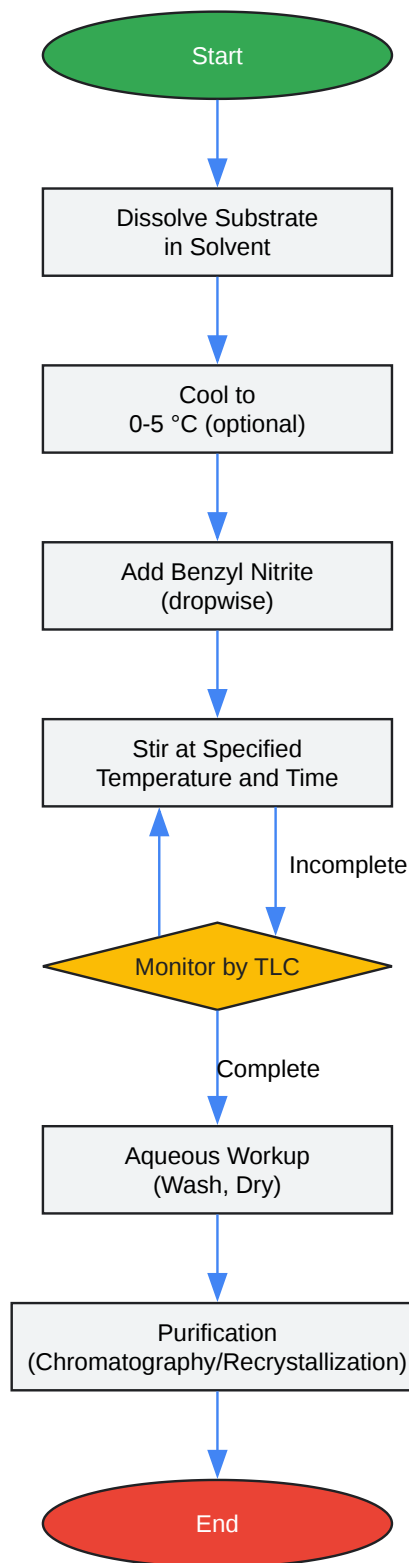 Start
Dissolve Substrate
in Solvent
Cool to
0-5 °C (optional)
Add Benzyl Nitrite
(dropwise)
Stir at Specified
Temperature and Time
Incomplete
Monitor by TLC
Complete
Aqueous Workup
(Wash, Dry)
Purification
(Chromatography/Recrystallization)
End